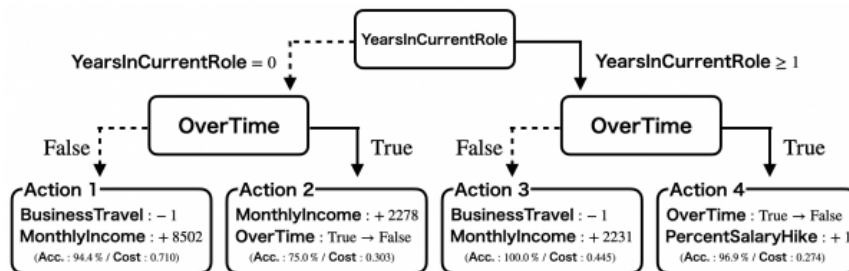 YearsInCurrentRole
YearsInCurrentRole = 0
YearsInCurrentRole ≥ 1
OverTime
OverTime
False
True
False
True
Action 1
BusinessTravel : − 1
MonthlyIncome : + 8502
(Acc. : 94.4 % / Cost : 0.710)
Action 2
MonthlyIncome : + 2278
OverTime : True → False
(Acc. : 75.0 % / Cost : 0.303)
Action 3
BusinessTravel : − 1
MonthlyIncome : + 2231
(Acc. : 100.0 % / Cost : 0.445)
Action 4
OverTime : True → False
PercentSalaryHike : + 1
(Acc. : 96.9 % / Cost : 0.274)